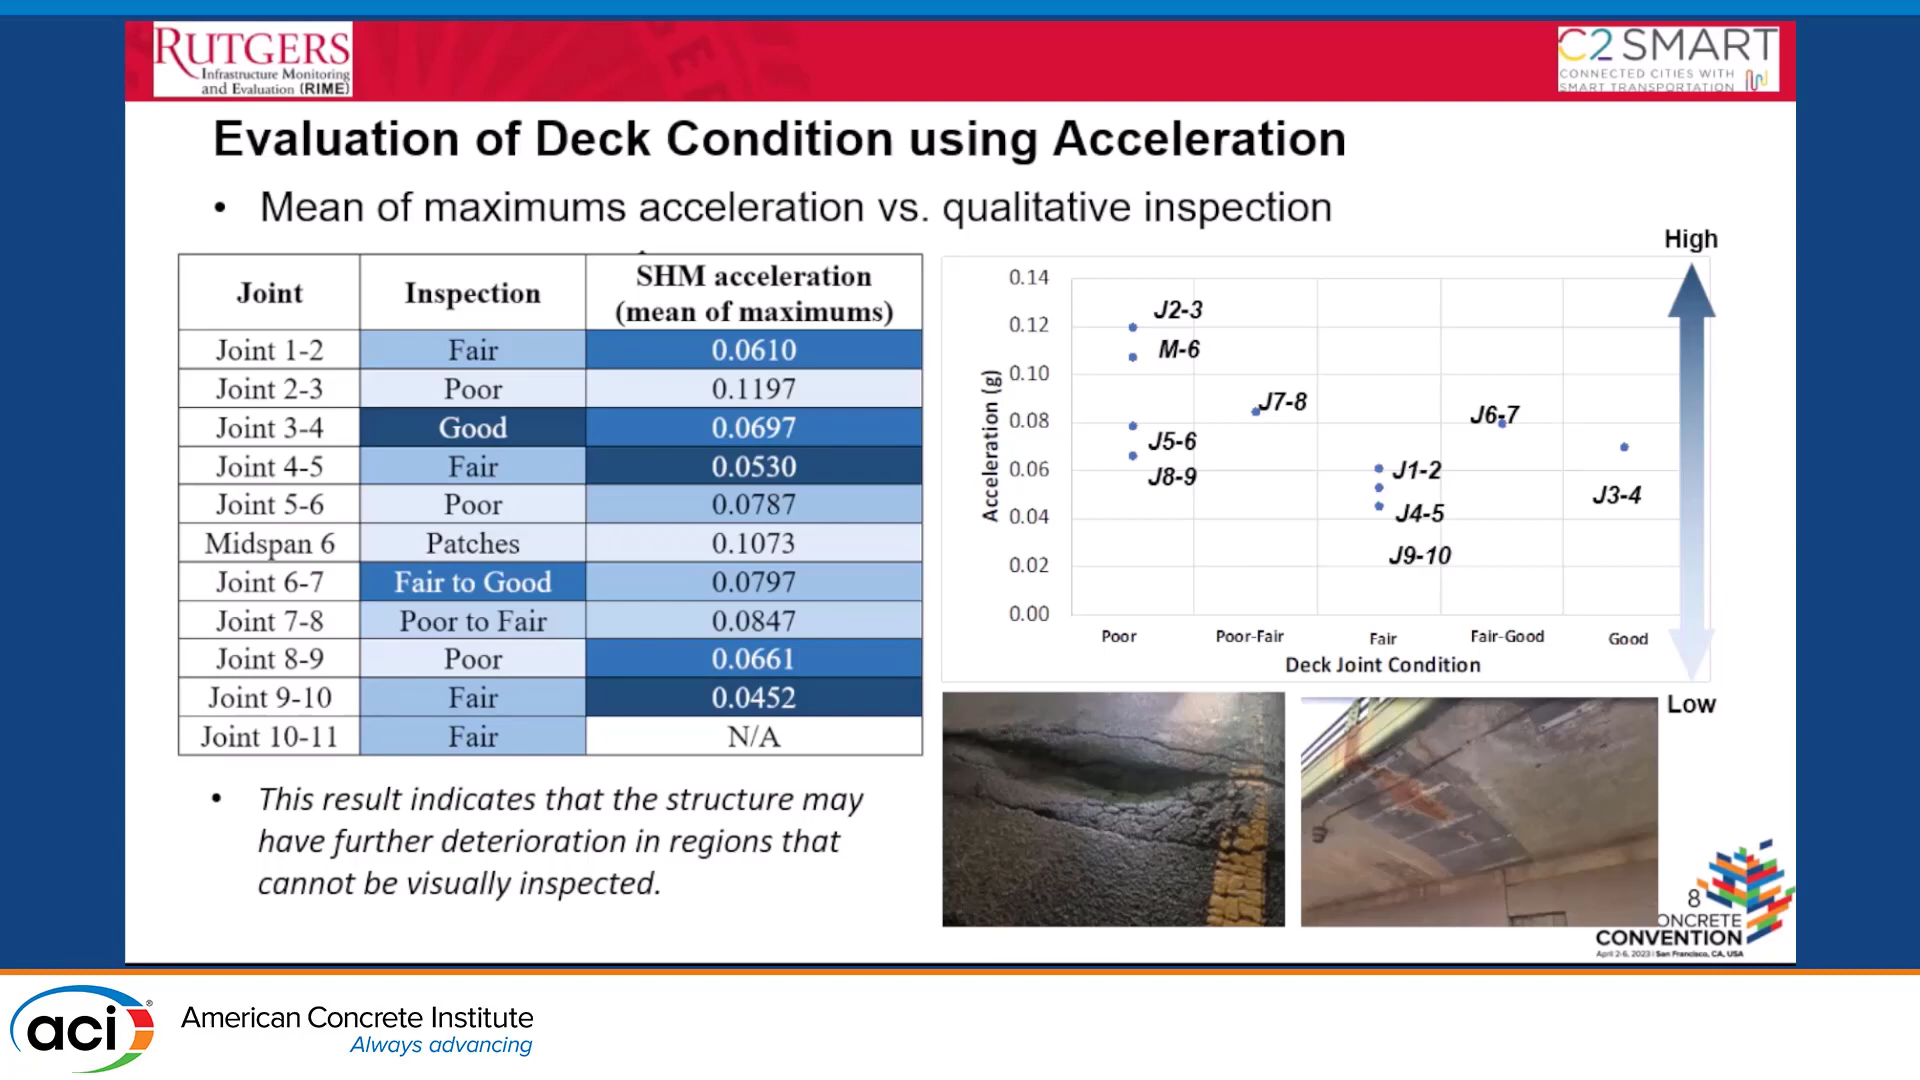 RUTGERS
Infrastructure Monitoring
and Evaluation (RIME)
C2SMART
CONNECTED CITIES WITH
SMART TRANSPORTATION
Evaluation of Deck Condition using Acceleration
• Mean of maximums acceleration vs. qualitative inspection
Joint Inspection SHM acceleration (mean of maximums)
Joint 1-2 Fair 0.0610
Joint 2-3 Poor 0.1197
Joint 3-4 Good 0.0697
Joint 4-5 Fair 0.0530
Joint 5-6 Poor 0.0787
Midspan 6 Patches 0.1073
Joint 6-7 Fair to Good 0.0797
Joint 7-8 Poor to Fair 0.0847
Joint 8-9 Poor 0.0661
Joint 9-10 Fair 0.0452
Joint 10-11 Fair N/A
• This result indicates that the structure may
have further deterioration in regions that
cannot be visually inspected.
High
0.14
0.12
0.10
0.08
0.06
0.04
0.02
0.00
Acceleration (g)
J2-3
M-6
J7-8
J6-7
J5-6
J8-9
J1-2
J3-4
J4-5
J9-10
Poor Poor-Fair Fair Fair-Good Good
Deck Joint Condition
Low
8
ONCRETE
CONVENTION
April 2-6, 2023 | San Francisco, CA, USA
aci®
American Concrete Institute
Always advancing